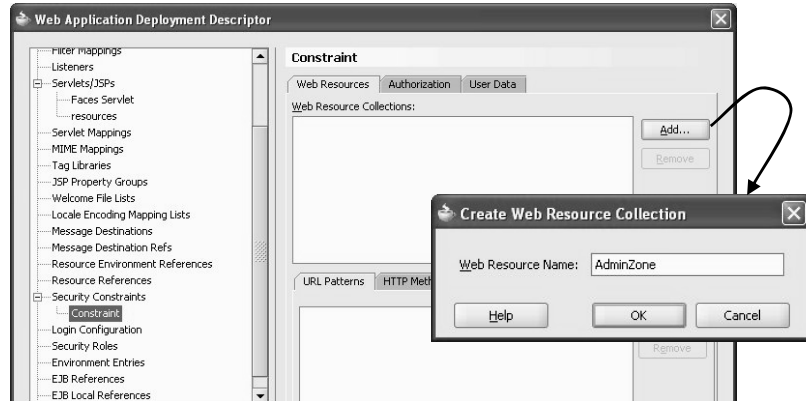 Web Application Deployment Descriptor
Filter Mappings
Listeners
Servlets/JSPs
Faces Servlet
resources
Servlet Mappings
MIME Mappings
Tag Libraries
JSP Property Groups
Welcome File Lists
Locale Encoding Mapping Lists
Message Destinations
Message Destination Refs
Resource Environment References
Resource References
Security Constraints
Constraint
Login Configuration
Security Roles
Environment Entries
EJB References
EJB Local References
Constraint
Web Resources Authorization User Data
Web Resource Collections:
Add...
Remove
URL Patterns HTTP Meth
Remove
Create Web Resource Collection
Web Resource Name: AdminZone
Help OK Cancel